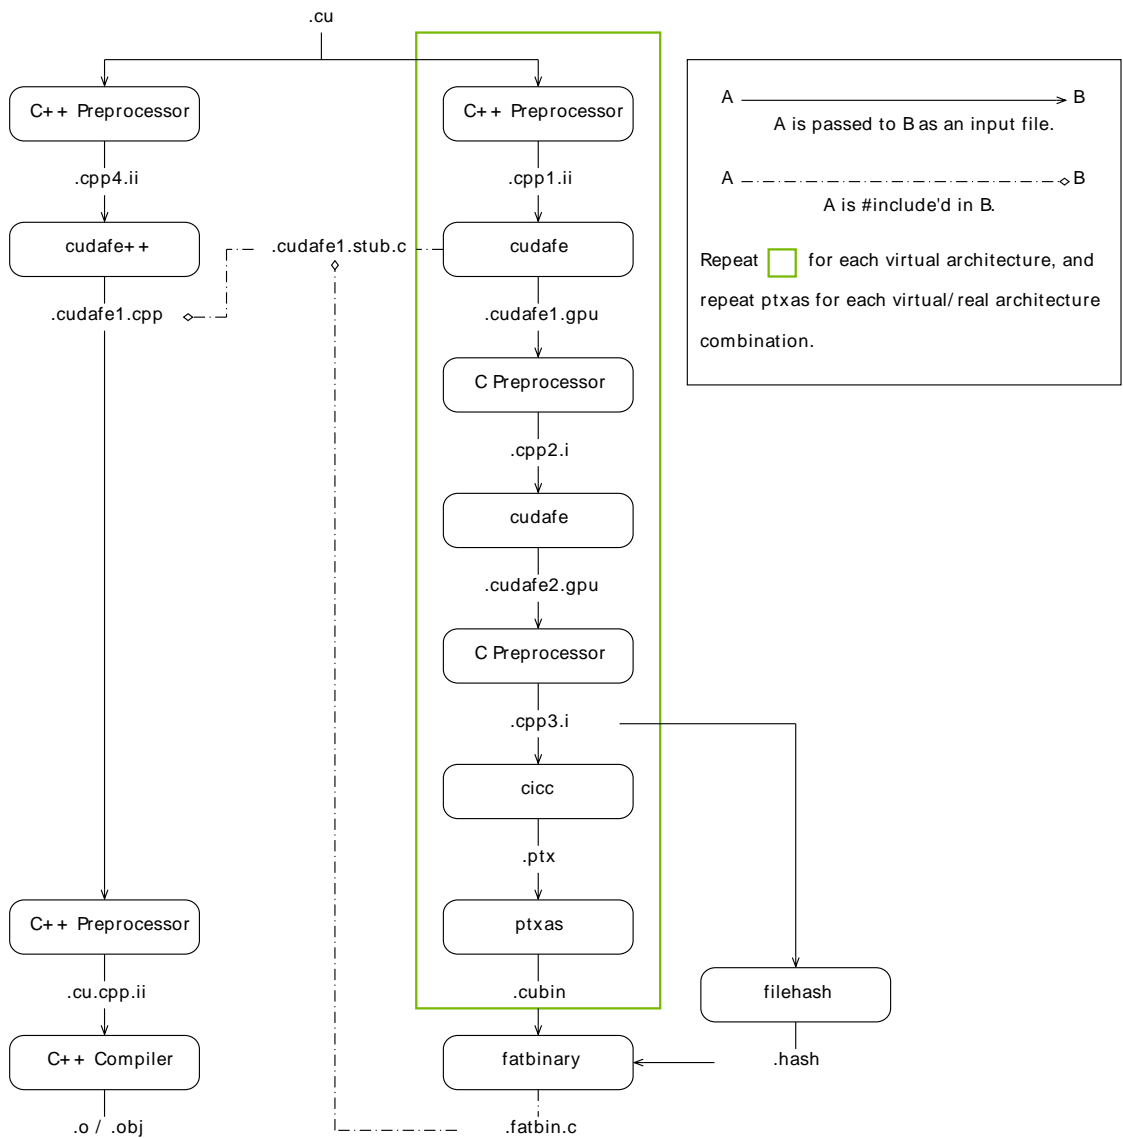 .cu
C++ Preprocessor
C++ Preprocessor
A
B
A is passed to B as an input file.
.cpp4.ii
.cpp1.ii
A
B
A is #include'd in B.
cudafe++
.cudafe1.stub.c
cudafe
Repeat for each virtual architecture, and
repeat ptxas for each virtual/real architecture
combination.
.cudafe1.cpp
.cudafe1.gpu
C Preprocessor
.cpp2.i
cudafe
.cudafe2.gpu
C Preprocessor
.cpp3.i
cicc
.ptx
C++ Preprocessor
ptxas
.cu.cpp.ii
.cubin
filehash
C++ Compiler
fatbinary
.hash
.o / .obj
.fatbin.c